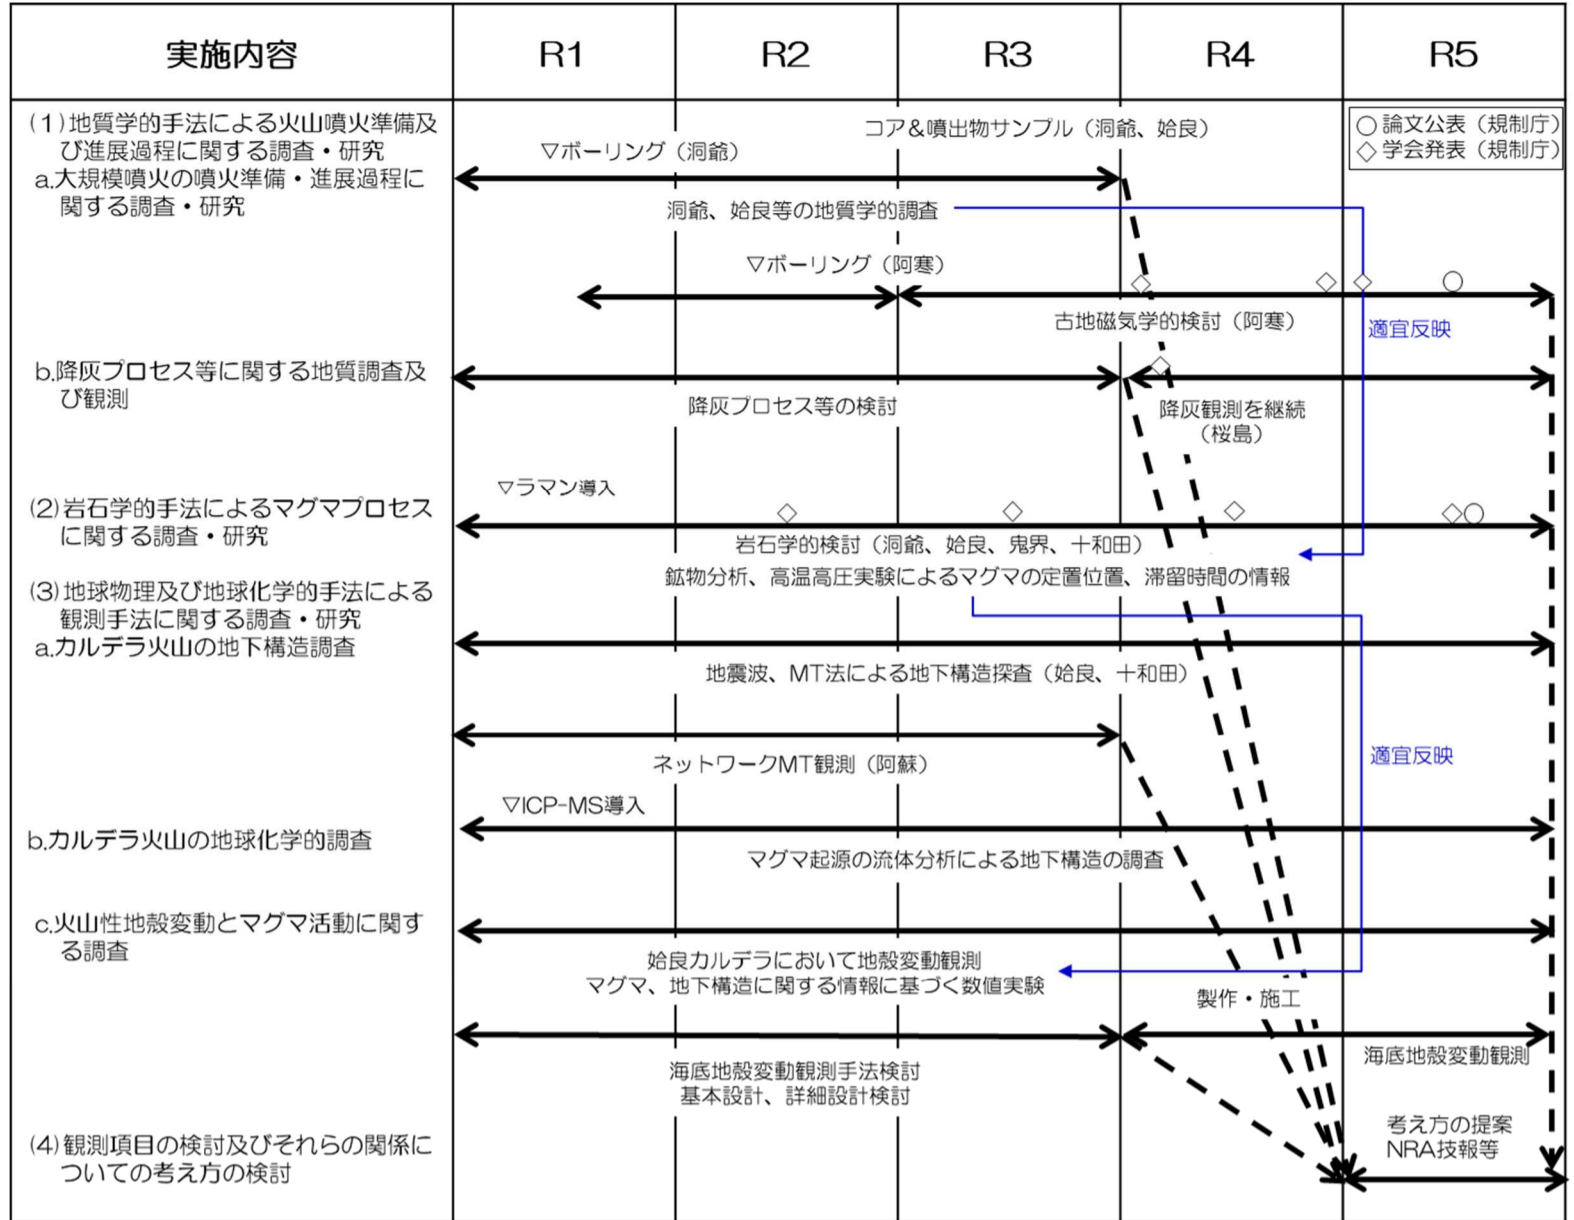 実施内容
R1
R2
R3
R4
R5
(1)地質学的手法による火山噴火準備及
び進展過程に関する調査・研究
a.大規模噴火の噴火準備・進展過程に
関する調査・研究
コア&噴出物サンプル（洞爺、姶良）
▽ボーリング（洞爺）
○論文公表（規制庁）
◇学会発表（規制庁）
洞爺、姶良等の地質学的調査
▽ボーリング（阿寒）
古地磁気学的検討（阿寒）
適宜反映
b.降灰プロセス等に関する地質調査及
び観測
降灰プロセス等の検討
降灰観測を継続
（桜島）
(2)岩石学的手法によるマグマプロセス
に関する調査・研究
▽ラマン導入
岩石学的検討（洞爺、姶良、鬼界、十和田）
鉱物分析、高温高圧実験によるマグマの定置位置、滞留時間の情報
(3)地球物理及び地球化学的手法による
観測手法に関する調査・研究
a.カルデラ火山の地下構造調査
地震波、MT法による地下構造探査（姶良、十和田）
ネットワークMT観測（阿蘇）
適宜反映
▽ICP-MS導入
b.カルデラ火山の地球化学的調査
マグマ起源の流体分析による地下構造の調査
c.火山性地殻変動とマグマ活動に関す
る調査
姶良カルデラにおいて地殻変動観測
マグマ、地下構造に関する情報に基づく数値実験
製作・施工
海底地殻変動観測手法検討
基本設計、詳細設計検討
海底地殻変動観測
(4)観測項目の検討及びそれらの関係に
ついての考え方の検討
考え方の提案
NRA技報等